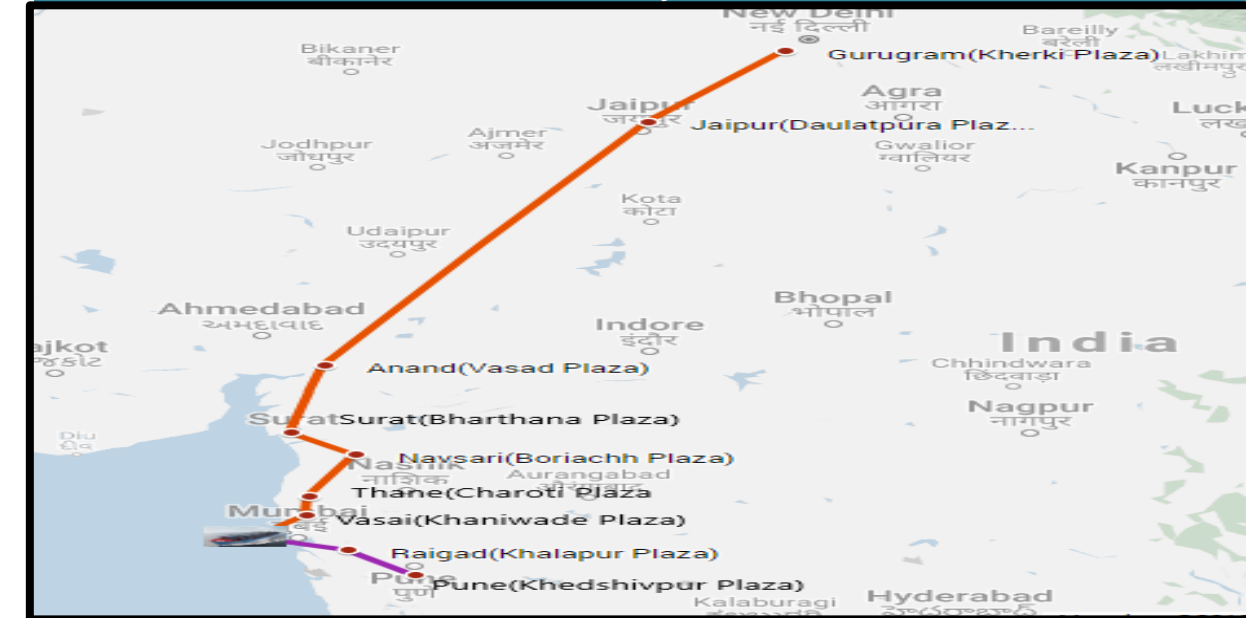 New Delhi
नई दिल्ली
Bareilly
बरेली
Bikaner
बीकानेर
Gurugram(Kherki Plaza)
Lakhim
लखीमपुर
Agra
आगरा
Jaipur
Luck
लख
Jaipur(Daulatpura Plaz...
Ajmer
अजमेर
Jodhpur
जोधपुर
Gwalior
ग्वालियर
Kanpur
कानपुर
Kota
कोटा
Udaipur
उदयपुर
Bhopal
भोपाल
Ahmedabad
અમદાવાદ
Indore
इंदौर
India
ajkot
જકોટ
Chhindwara
छिंदवाड़ा
Anand(Vasad Plaza)
Nagpur
नागपुर
Surat
Surat(Bharthana Plaza)
Diu
દીવ
Navsari(Boriachh Plaza)
Nashik
नाशिक
Aurangabad
Thane(Charoti Plaza
Mumbai
Vasai(Khaniwade Plaza)
Raigad(Khalapur Plaza)
Pune
पुणे
Pune(Khedshivpur Plaza)
Kalaburagi
Hyderabad